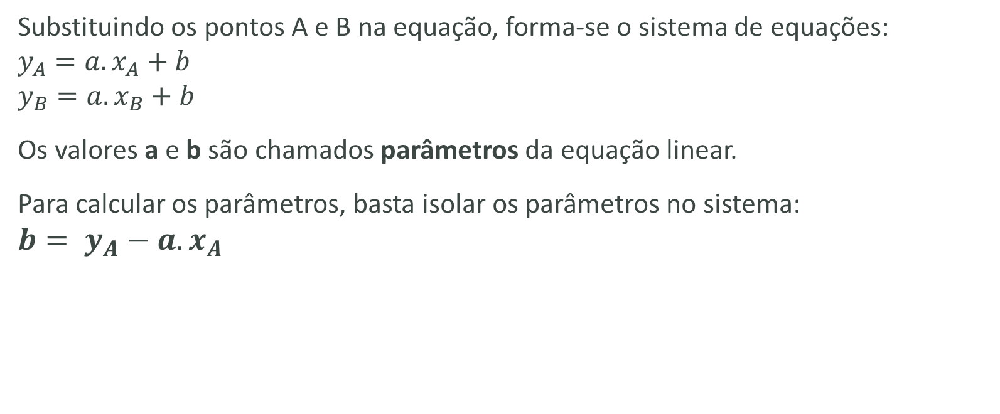 Substituindo os pontos A e B na equação, forma-se o sistema de equações:
y_A = a. x_A + b
y_B = a. x_B + b
Os valores a e b são chamados parâmetros da equação linear.
Para calcular os parâmetros, basta isolar os parâmetros no sistema:
b = y_A − a. x_A